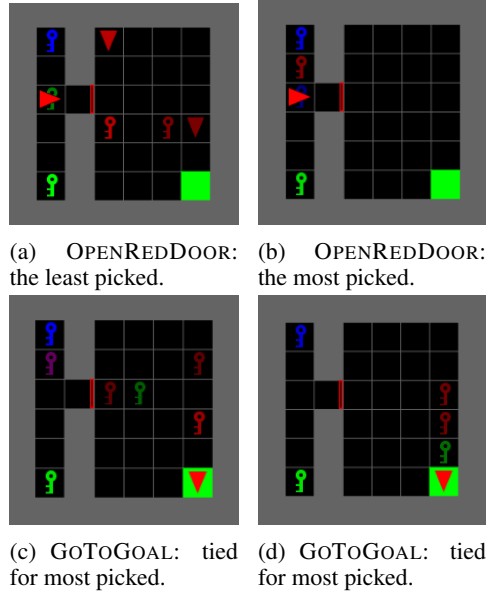 (a) OPENREDDOOR: the least picked.
(b) OPENREDDOOR: the most picked.
(c) GOTOGOAL: tied for most picked.
(d) GOTOGOAL: tied for most picked.